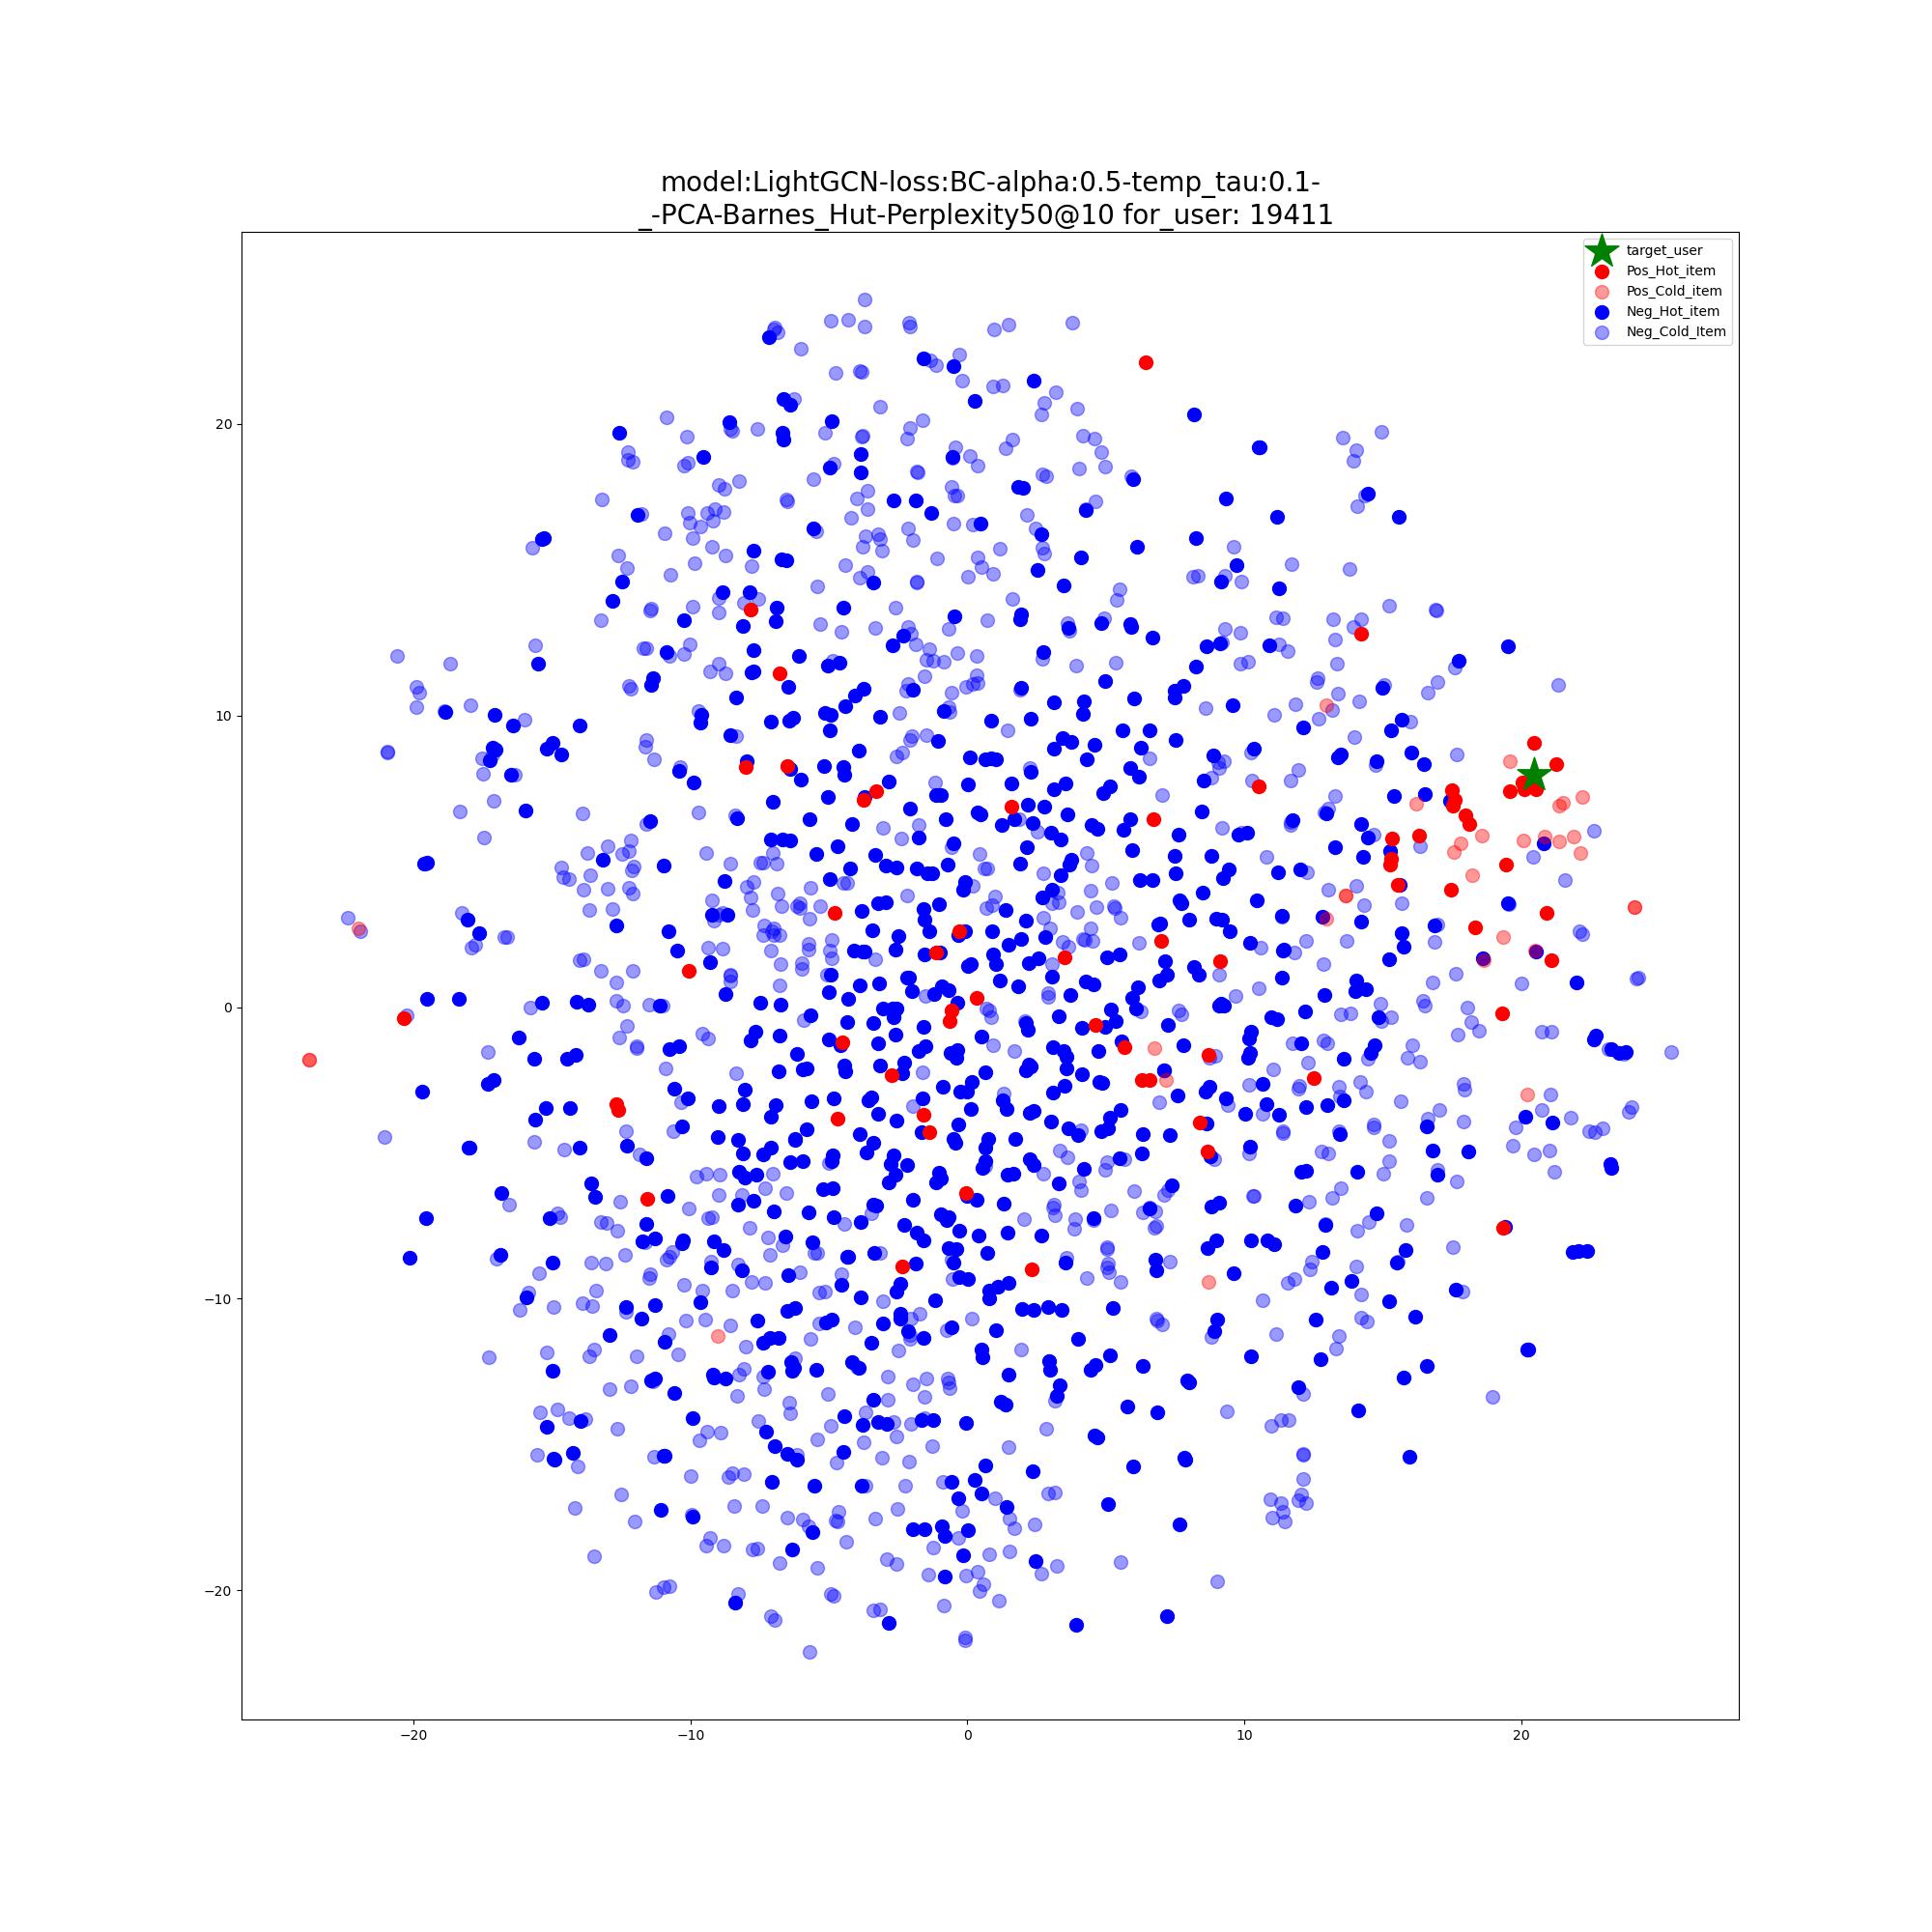 model:LightGCN-loss:BC-alpha:0.5-temp_tau:0.1-
_-PCA-Barnes_Hut-Perplexity50@10 for_user: 19411
target_user
Pos_Hot_item
Pos_Cold_item
Neg_Hot_item
Neg_Cold_Item
20
10
0
−10
−20
−20
−10
0
10
20